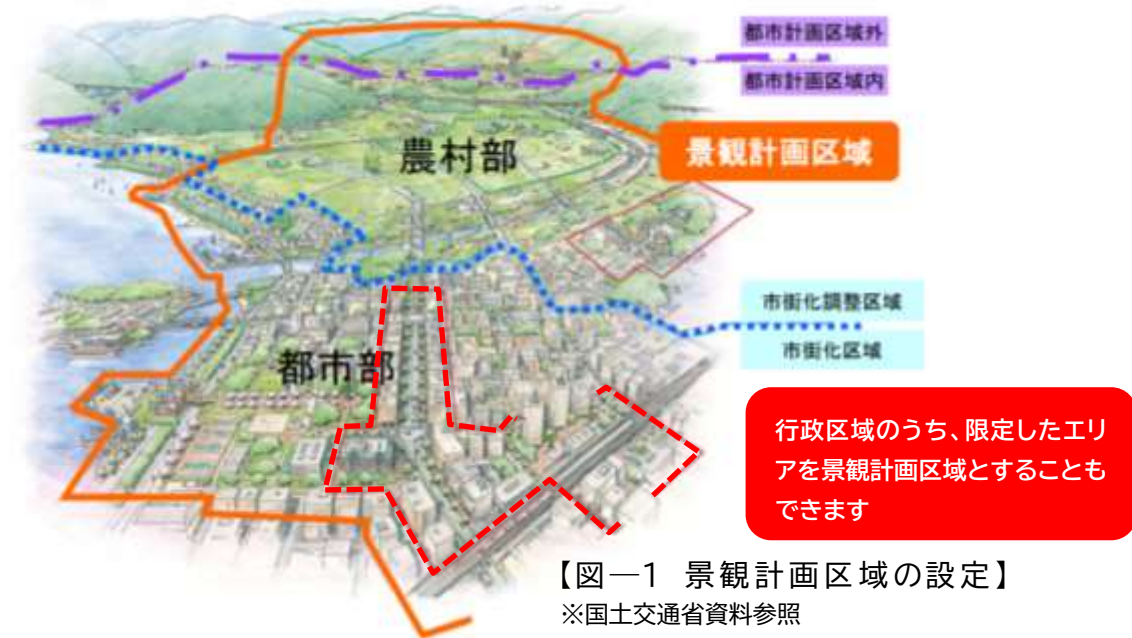 都市計画区域外
都市計画区域内
農村部
景観計画区域
市街化調整区域
市街化区域
都市部
行政区域のうち、限定したエリ
アを景観計画区域とすることも
できます
【図―1 景観計画区域の設定】
※国土交通省資料参照